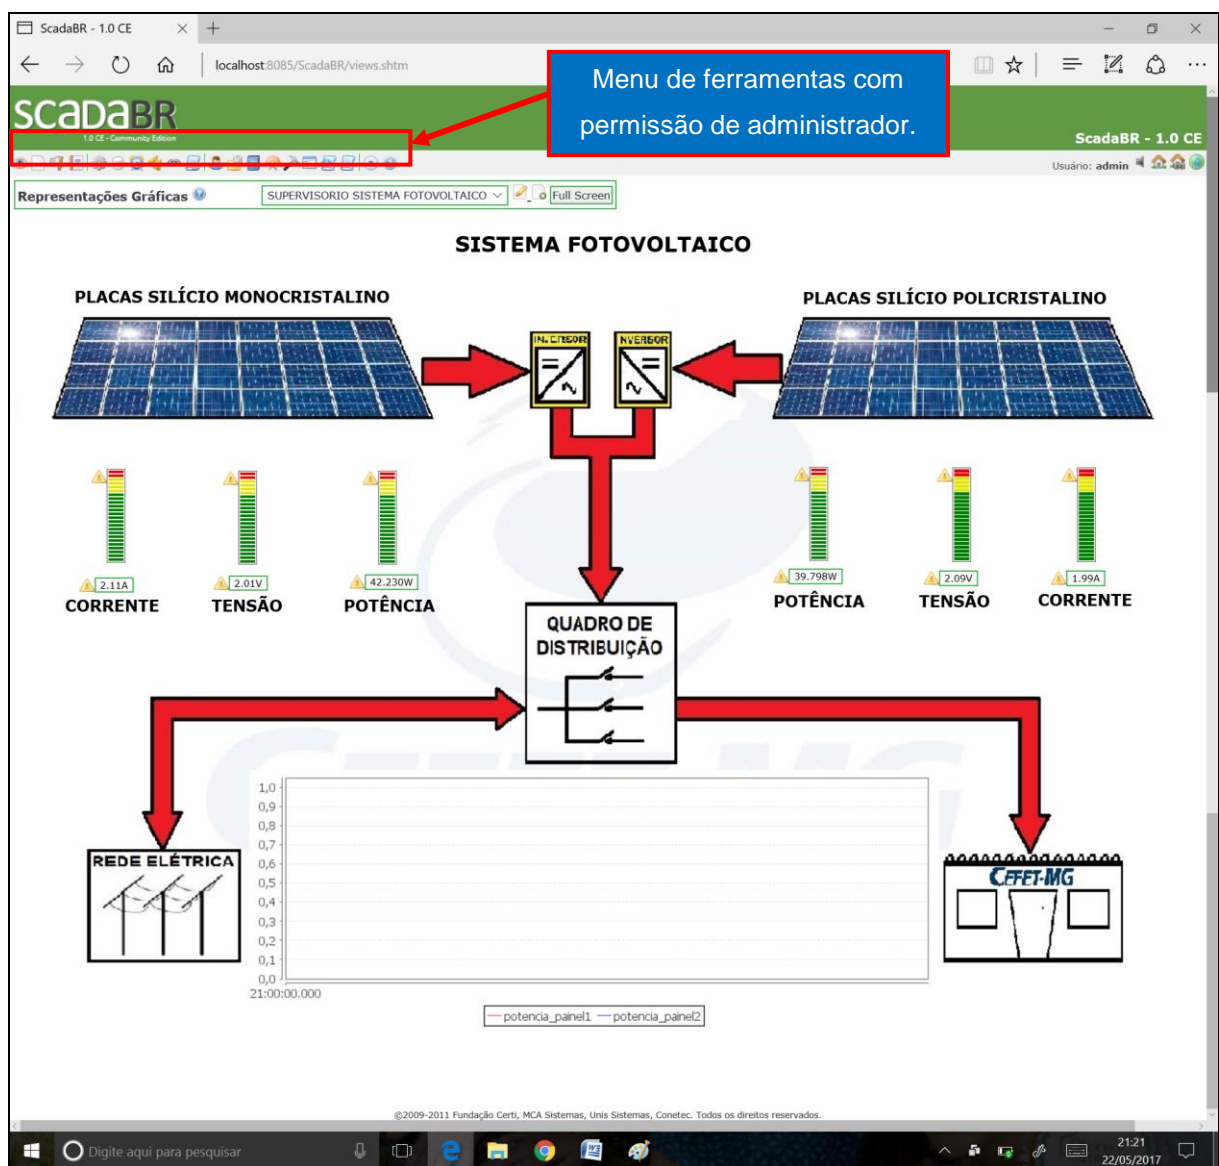 ScadaBR - 1.0 CE
localhost:8085/ScadaBR/views.shtm
Menu de ferramentas com
permissão de administrador.
SCADABR
1.0 CE - Community Edition
ScadaBR - 1.0 CE
Usuário: admin
Representações Gráficas
SUPERVISORIO SISTEMA FOTOVOLTAICO
Full Screen
SISTEMA FOTOVOLTAICO
PLACAS SILÍCIO MONOCRISTALINO
PLACAS SILÍCIO POLICRISTALINO
INVERSOR
NVERSOR
2.11A
2.01V
42.230W
39.798W
2.09V
1.99A
CORRENTE
TENSÃO
POTÊNCIA
POTÊNCIA
TENSÃO
CORRENTE
QUADRO DE
DISTRIBUIÇÃO
CEFET-MG
REDE ELÉTRICA
CEFET-MG
1,0
0,9
0,8
0,7
0,6
0,5
0,4
0,3
0,2
0,1
0,0
21:00:00.000
potencia_painel1
potencia_painel2
©2009-2011 Fundação Certi, MCA Sistemas, Unis Sistemas, Conetec. Todos os direitos reservados.
Digite aqui para pesquisar
21:21
22/05/2017